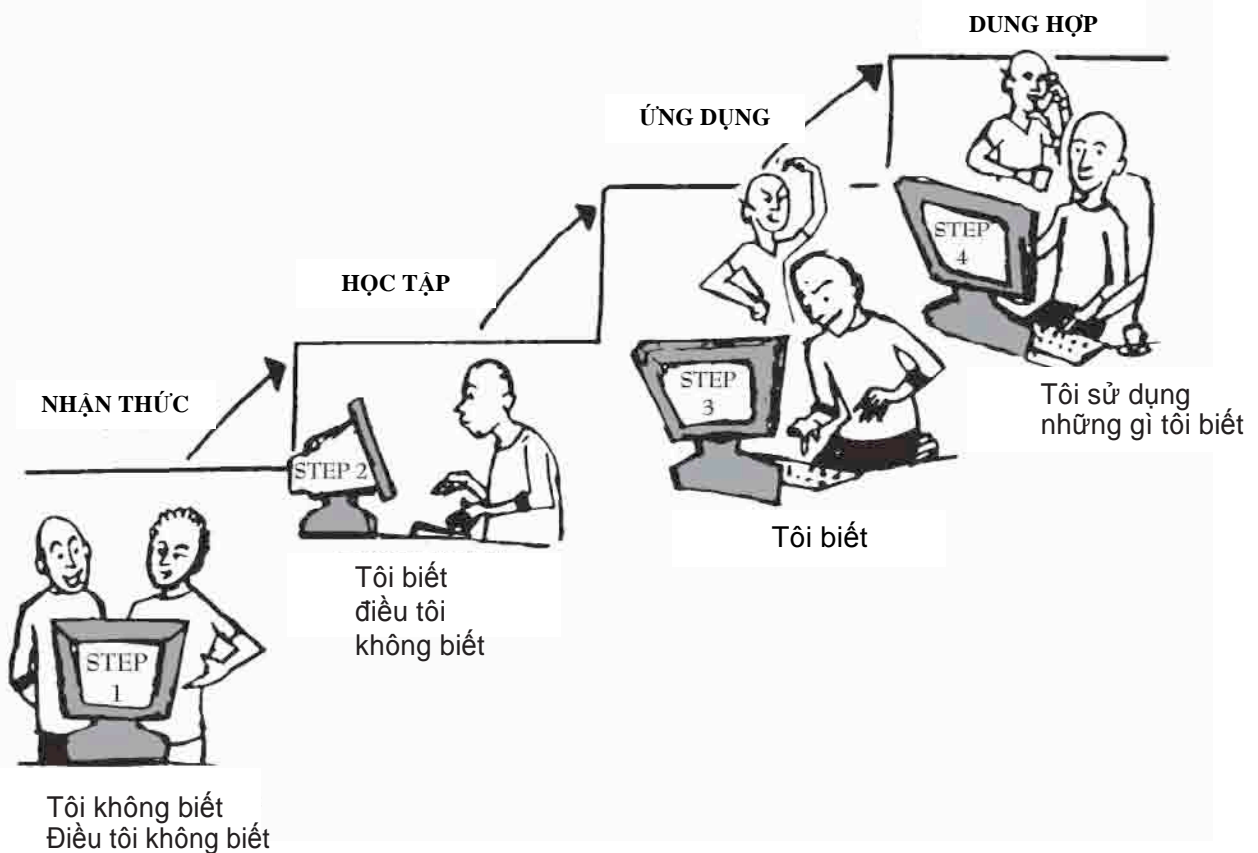 NHẬN THỨC
STEP
1
Tôi không biết
Điều tôi không biết
HỌC TẬP
STEP 2
Tôi biết
điều tôi
không biết
ỨNG DỤNG
STEP
3
Tôi biết
DUNG HỢP
STEP
4
Tôi sử dụng
những gì tôi biết